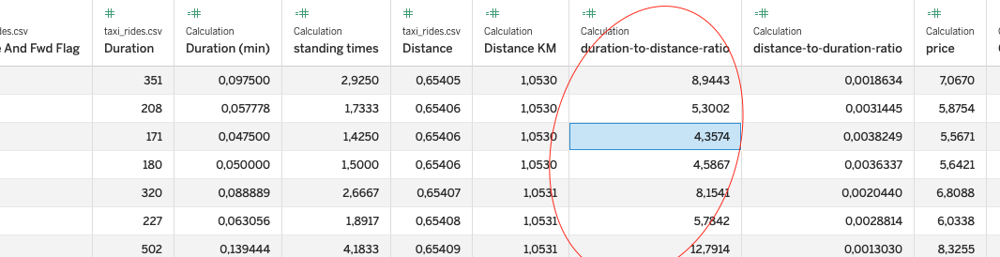 des.csv taxi_rides.csv Calculation Calculation taxi_rides.csv Calculation Calculation Calculation Calculation
e And Fwd Flag Duration Duration (min) standing times Distance Distance KM duration-to-distance-ratio distance-to-duration-ratio price
351 0,097500 2,9250 0,65405 1,0530 8,9443 0,0018634 7,0670
208 0,057778 1,7333 0,65406 1,0530 5,3002 0,0031445 5,8754
171 0,047500 1,4250 0,65406 1,0530 4,3574 0,0038249 5,5671
180 0,050000 1,5000 0,65406 1,0530 4,5867 0,0036337 5,6421
320 0,088889 2,6667 0,65407 1,0531 8,1541 0,0020440 6,8088
227 0,063056 1,8917 0,65408 1,0531 5,7842 0,0028814 6,0338
502 0,139444 4,1833 0,65409 1,0531 12,7914 0,0013030 8,3255